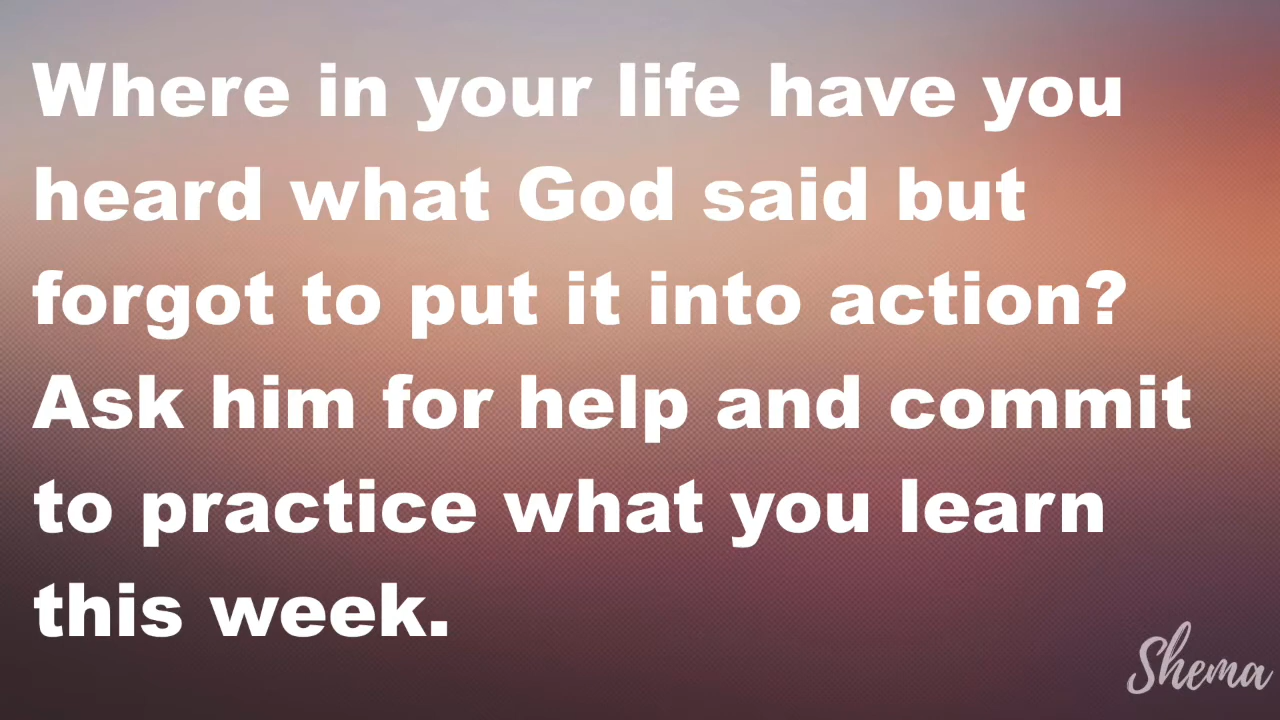 Where in your life have you
heard what God said but
forgot to put it into action?
Ask him for help and commit
to practice what you learn
this week.
Shema